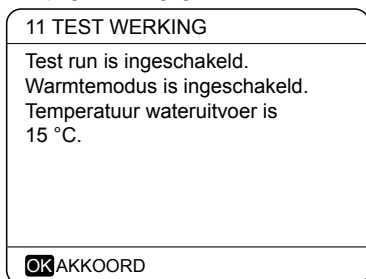 11 TEST WERKING
Test run is ingeschakeld.
Warmtemodus is ingeschakeld.
Temperatuur wateruitvoer is
15 °C.
OK AKKOORD